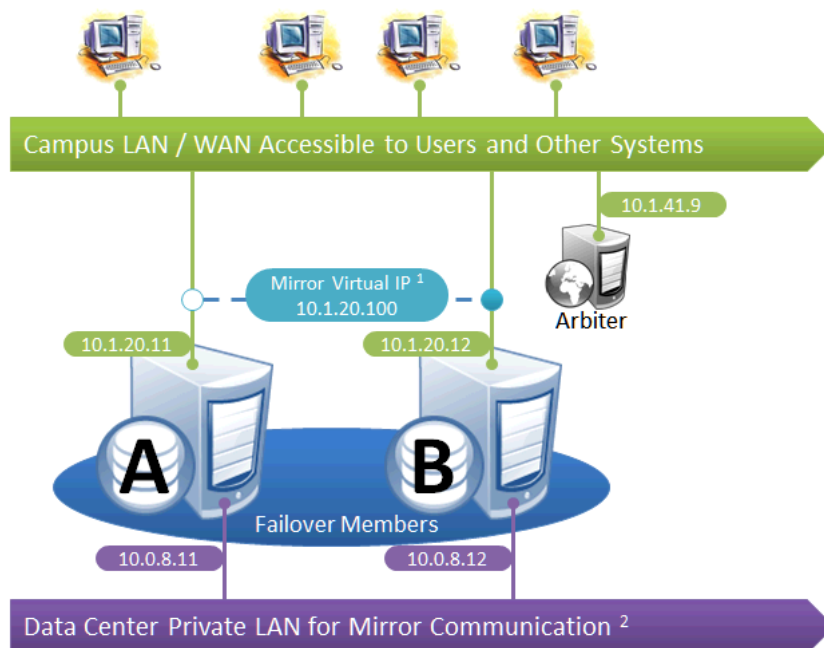 Campus LAN / WAN Accessible to Users and Other Systems
10.1.41.9
Mirror Virtual IP ¹
10.1.20.100
Arbiter
10.1.20.11
10.1.20.12
A
B
Failover Members
10.0.8.11
10.0.8.12
Data Center Private LAN for Mirror Communication ²